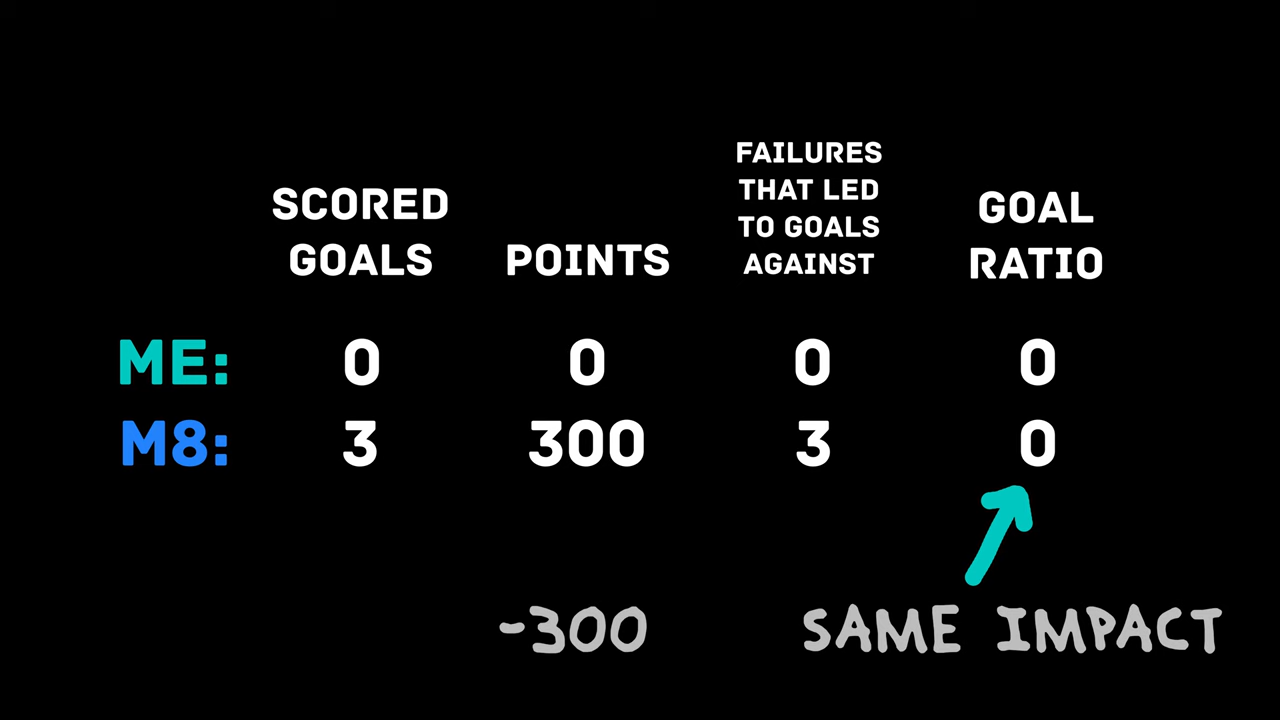 SCORED
GOALS
POINTS
FAILURES
THAT LED
TO GOALS
AGAINST
GOAL
RATIO
ME: 0 0 0 0
M8: 3 300 3 0
-300 SAME IMPACT